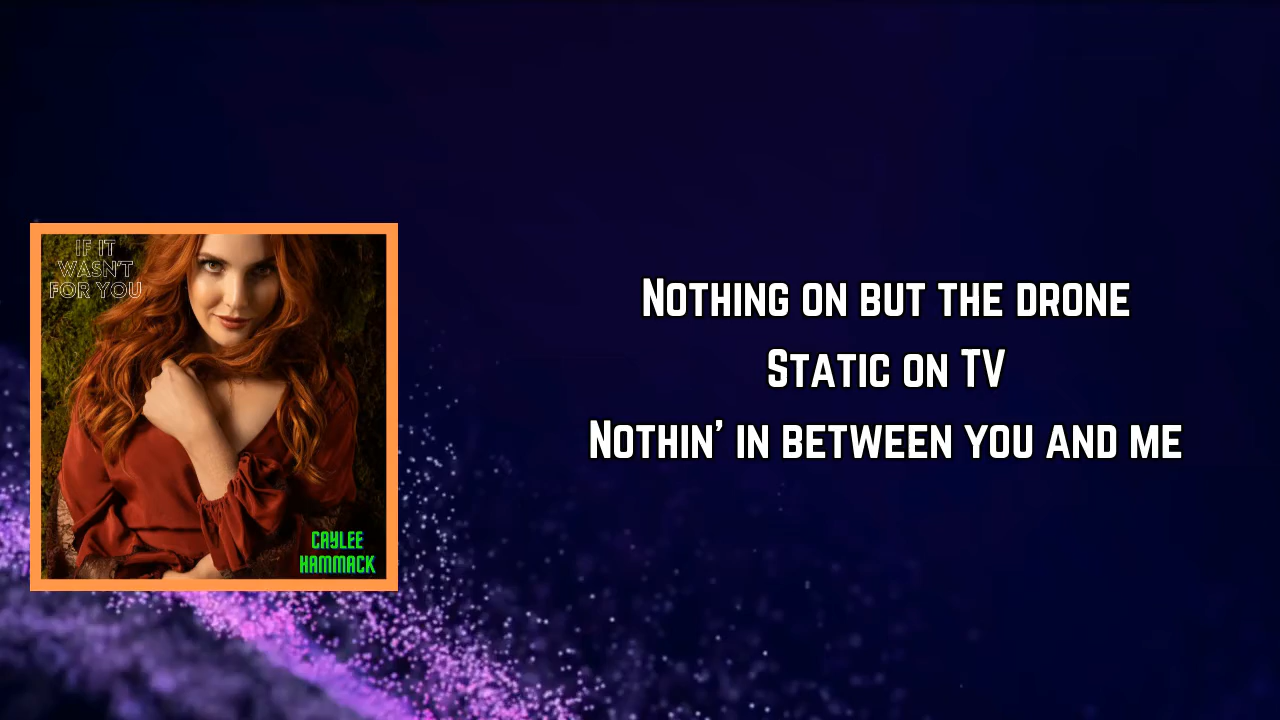 IF IT
WASN'T
FOR YOU
CAYLEE
HAMMACK
Nothing on but the drone
Static on TV
Nothin' in between you and me